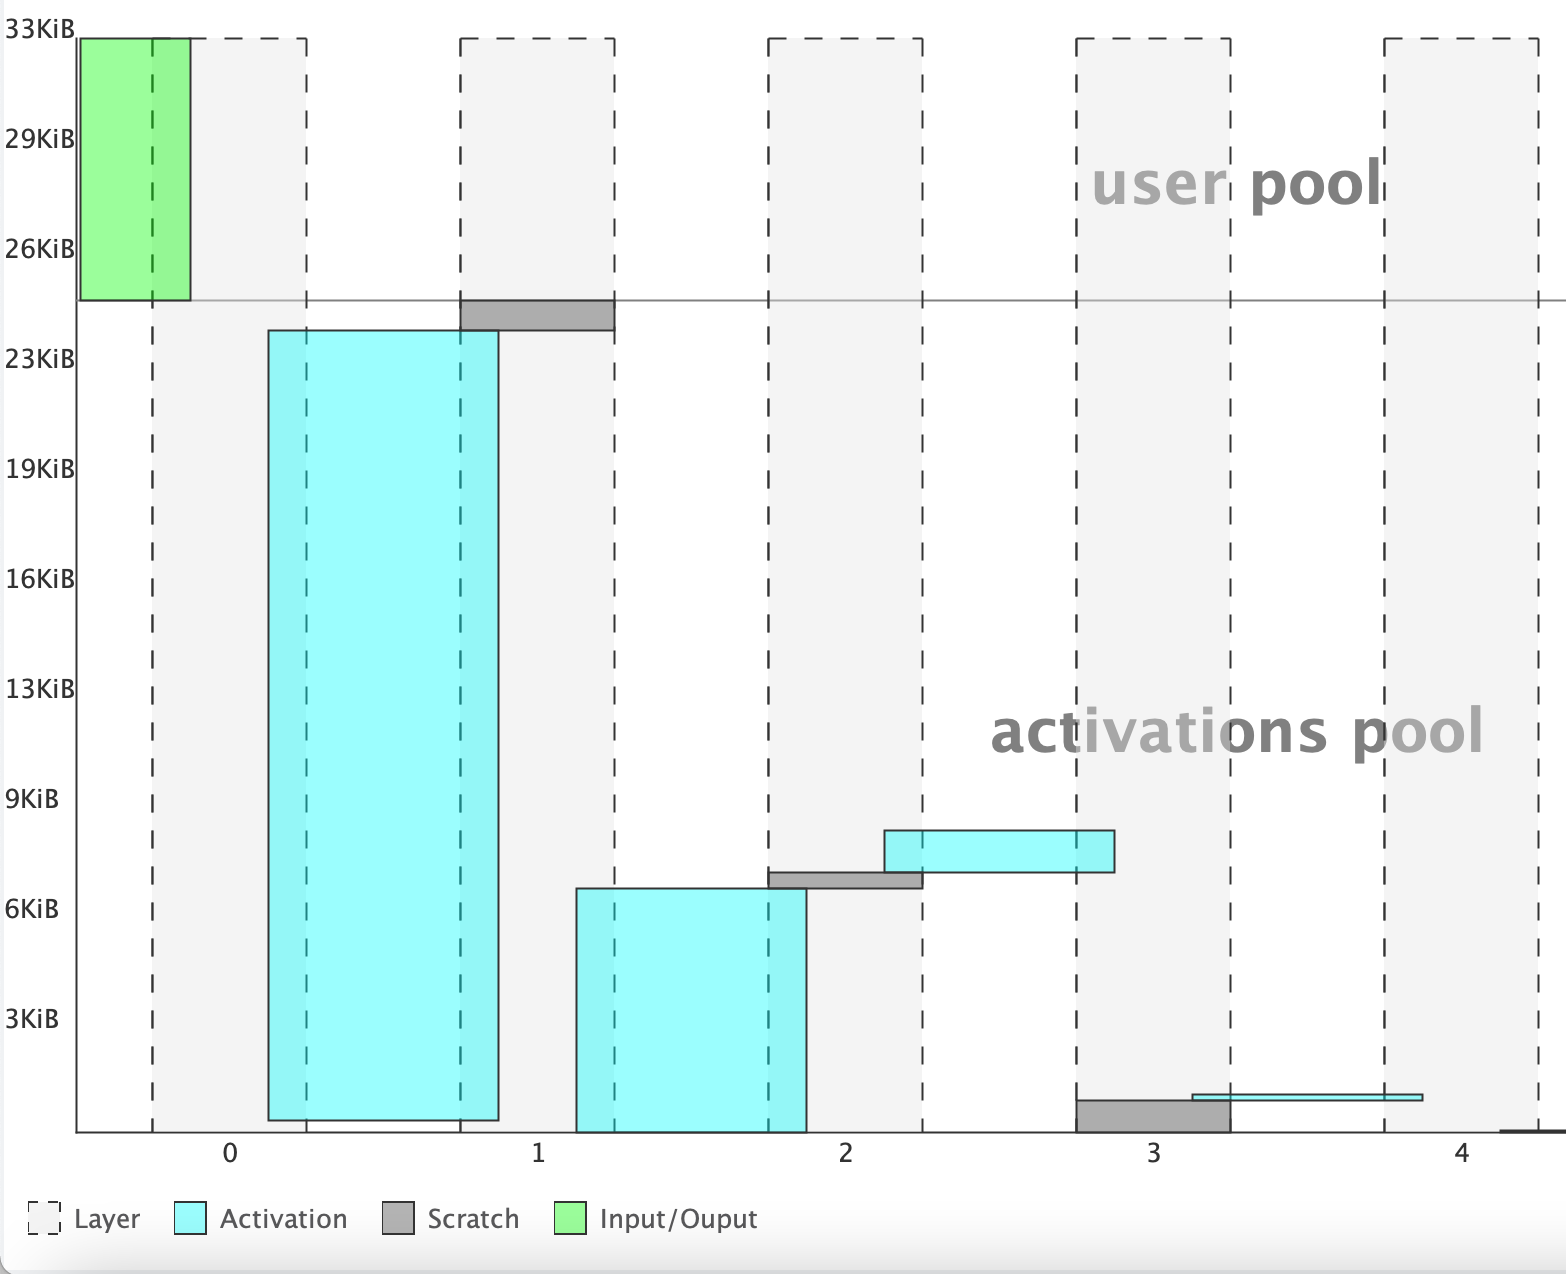 33KiB
29KiB
user pool
26KiB
23KiB
19KiB
16KiB
13KiB
activations pool
9KiB
6KiB
3KiB
0 1 2 3 4
Layer Activation Scratch Input/Ouput